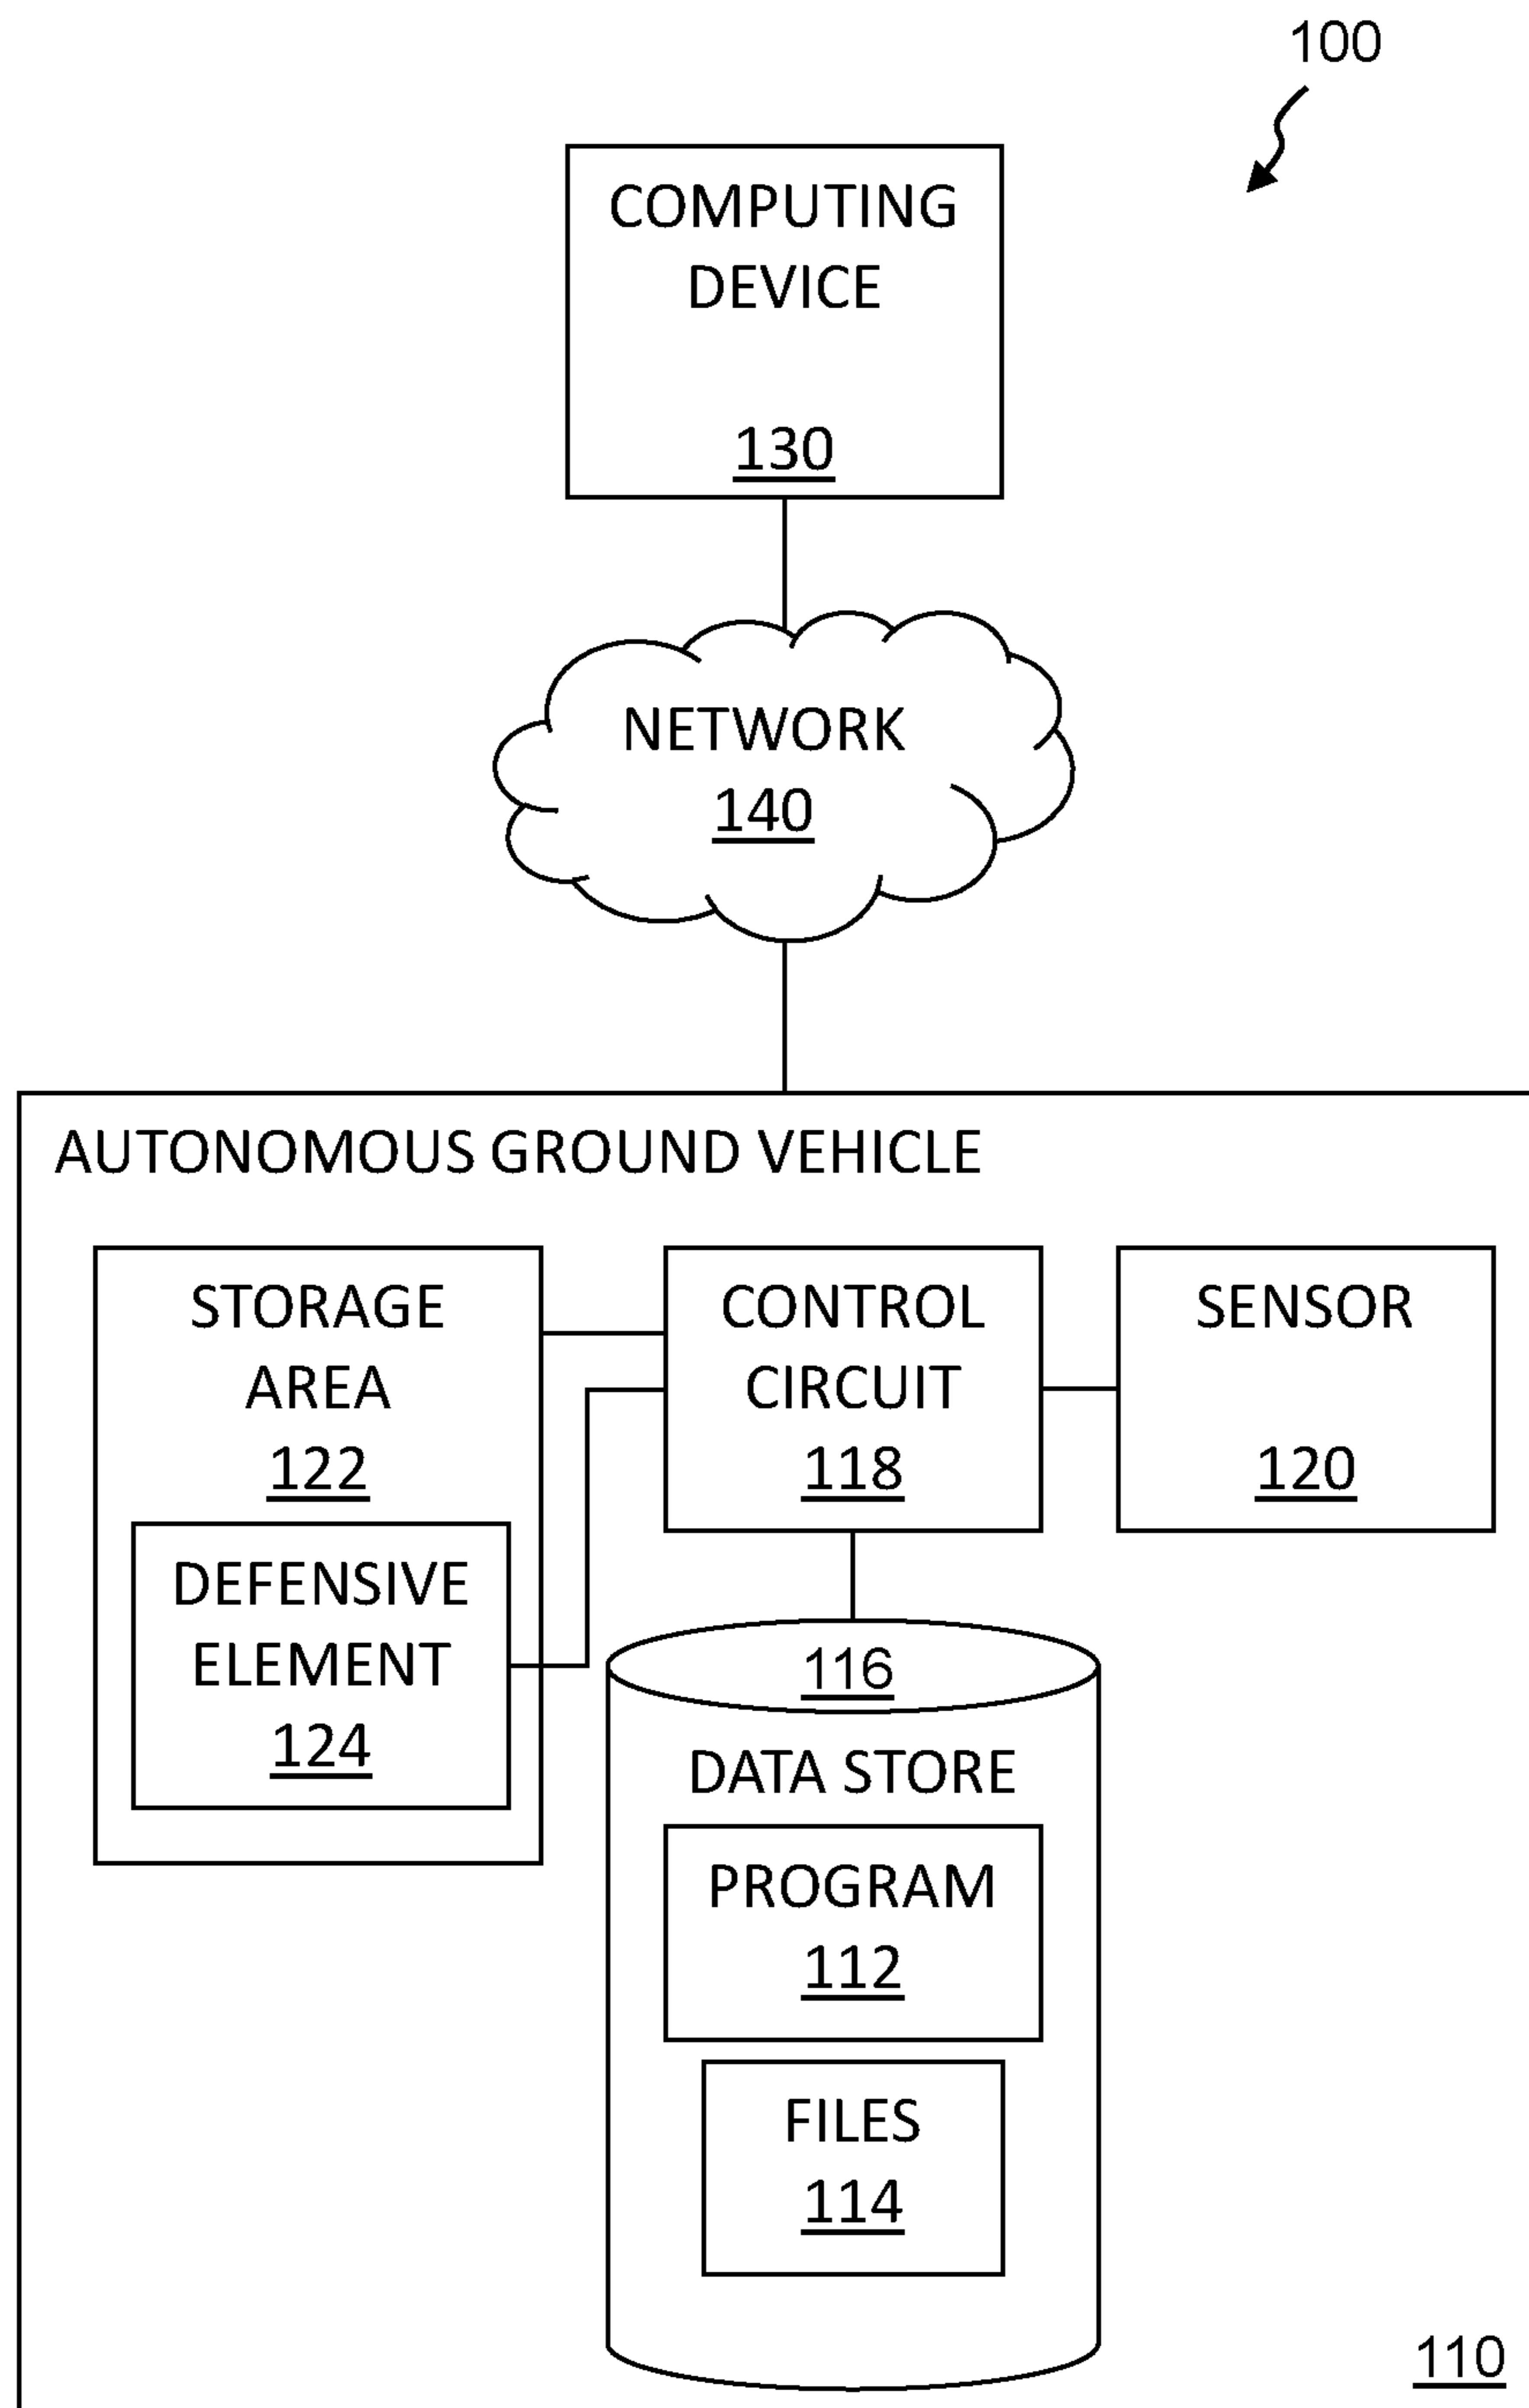 100
COMPUTING
DEVICE
130
NETWORK
140
AUTONOMOUS GROUND VEHICLE
STORAGE
AREA
122
DEFENSIVE
ELEMENT
124
CONTROL
CIRCUIT
118
SENSOR
120
116
DATA STORE
PROGRAM
112
FILES
114
110